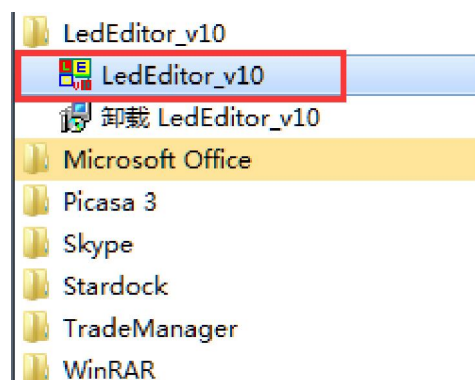 LedEditor_v10
LedEditor_v10
卸载 LedEditor_v10
Microsoft Office
Picasa 3
Skype
Stardock
TradeManager
WinRAR